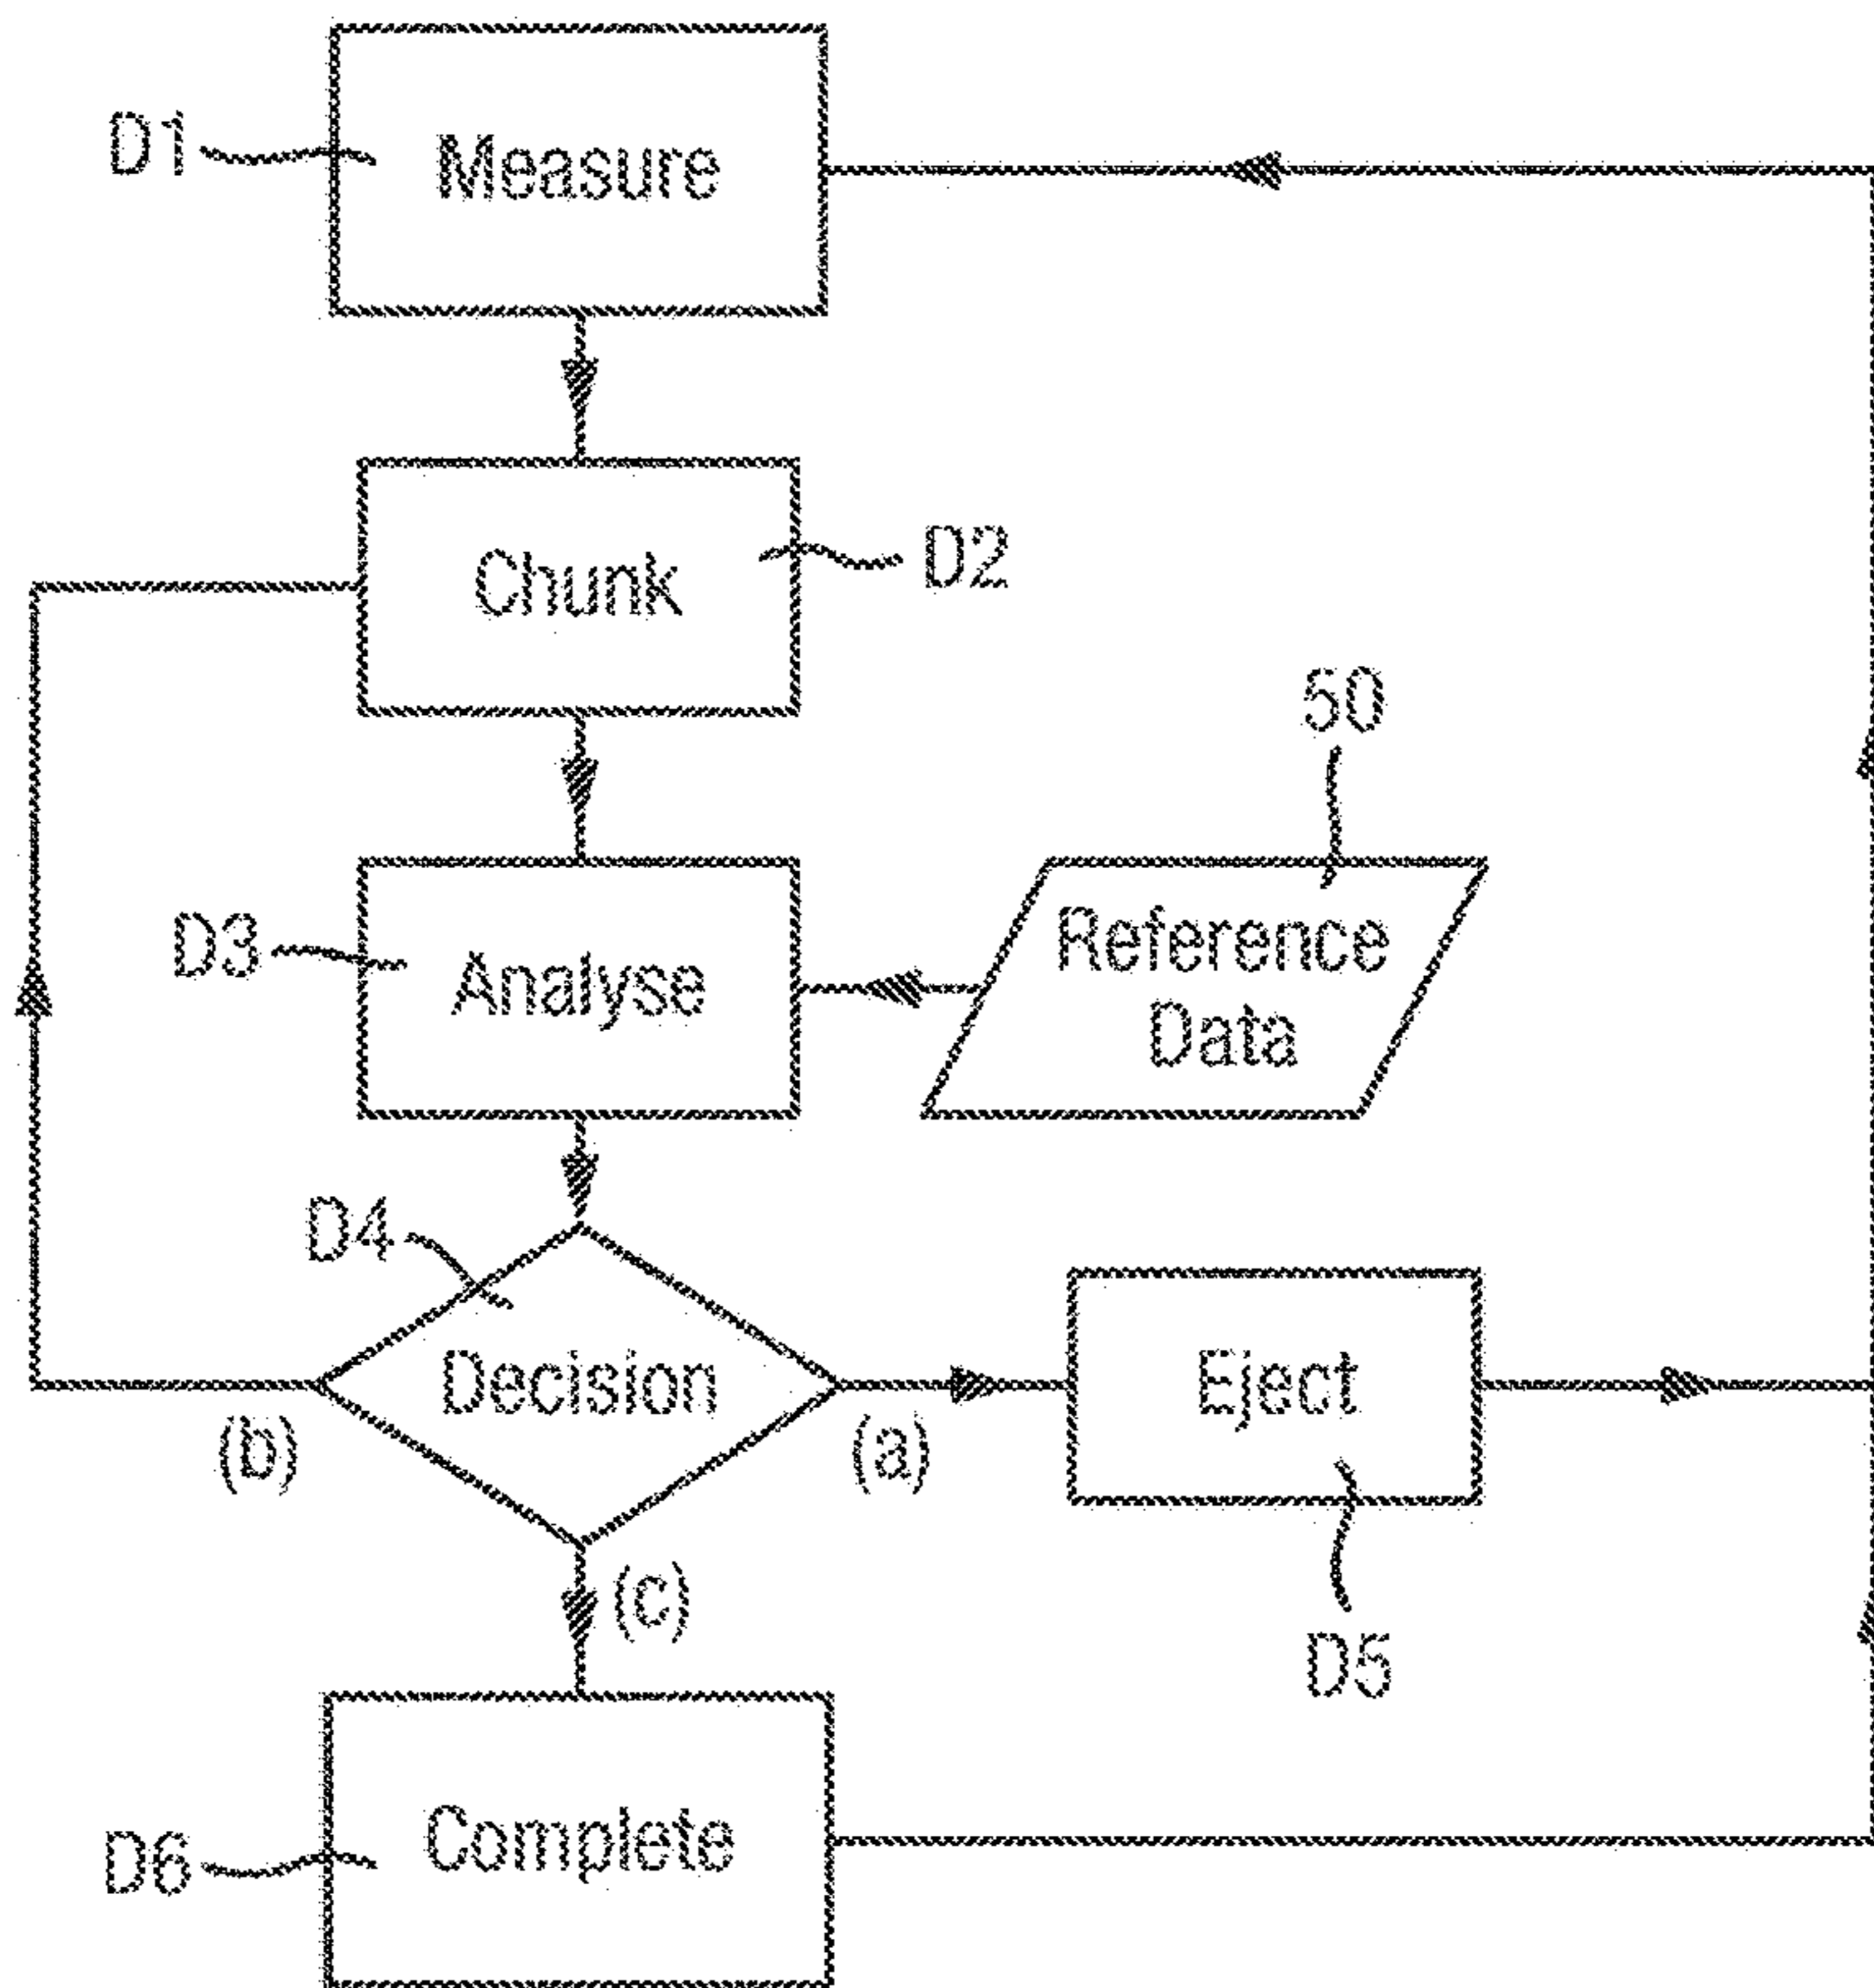 D1
Measure
Chunk
D2
50
D3
Analyse
Reference
Data
D4
Decision
Eject
(b)
(a)
(c)
D5
D6
Complete